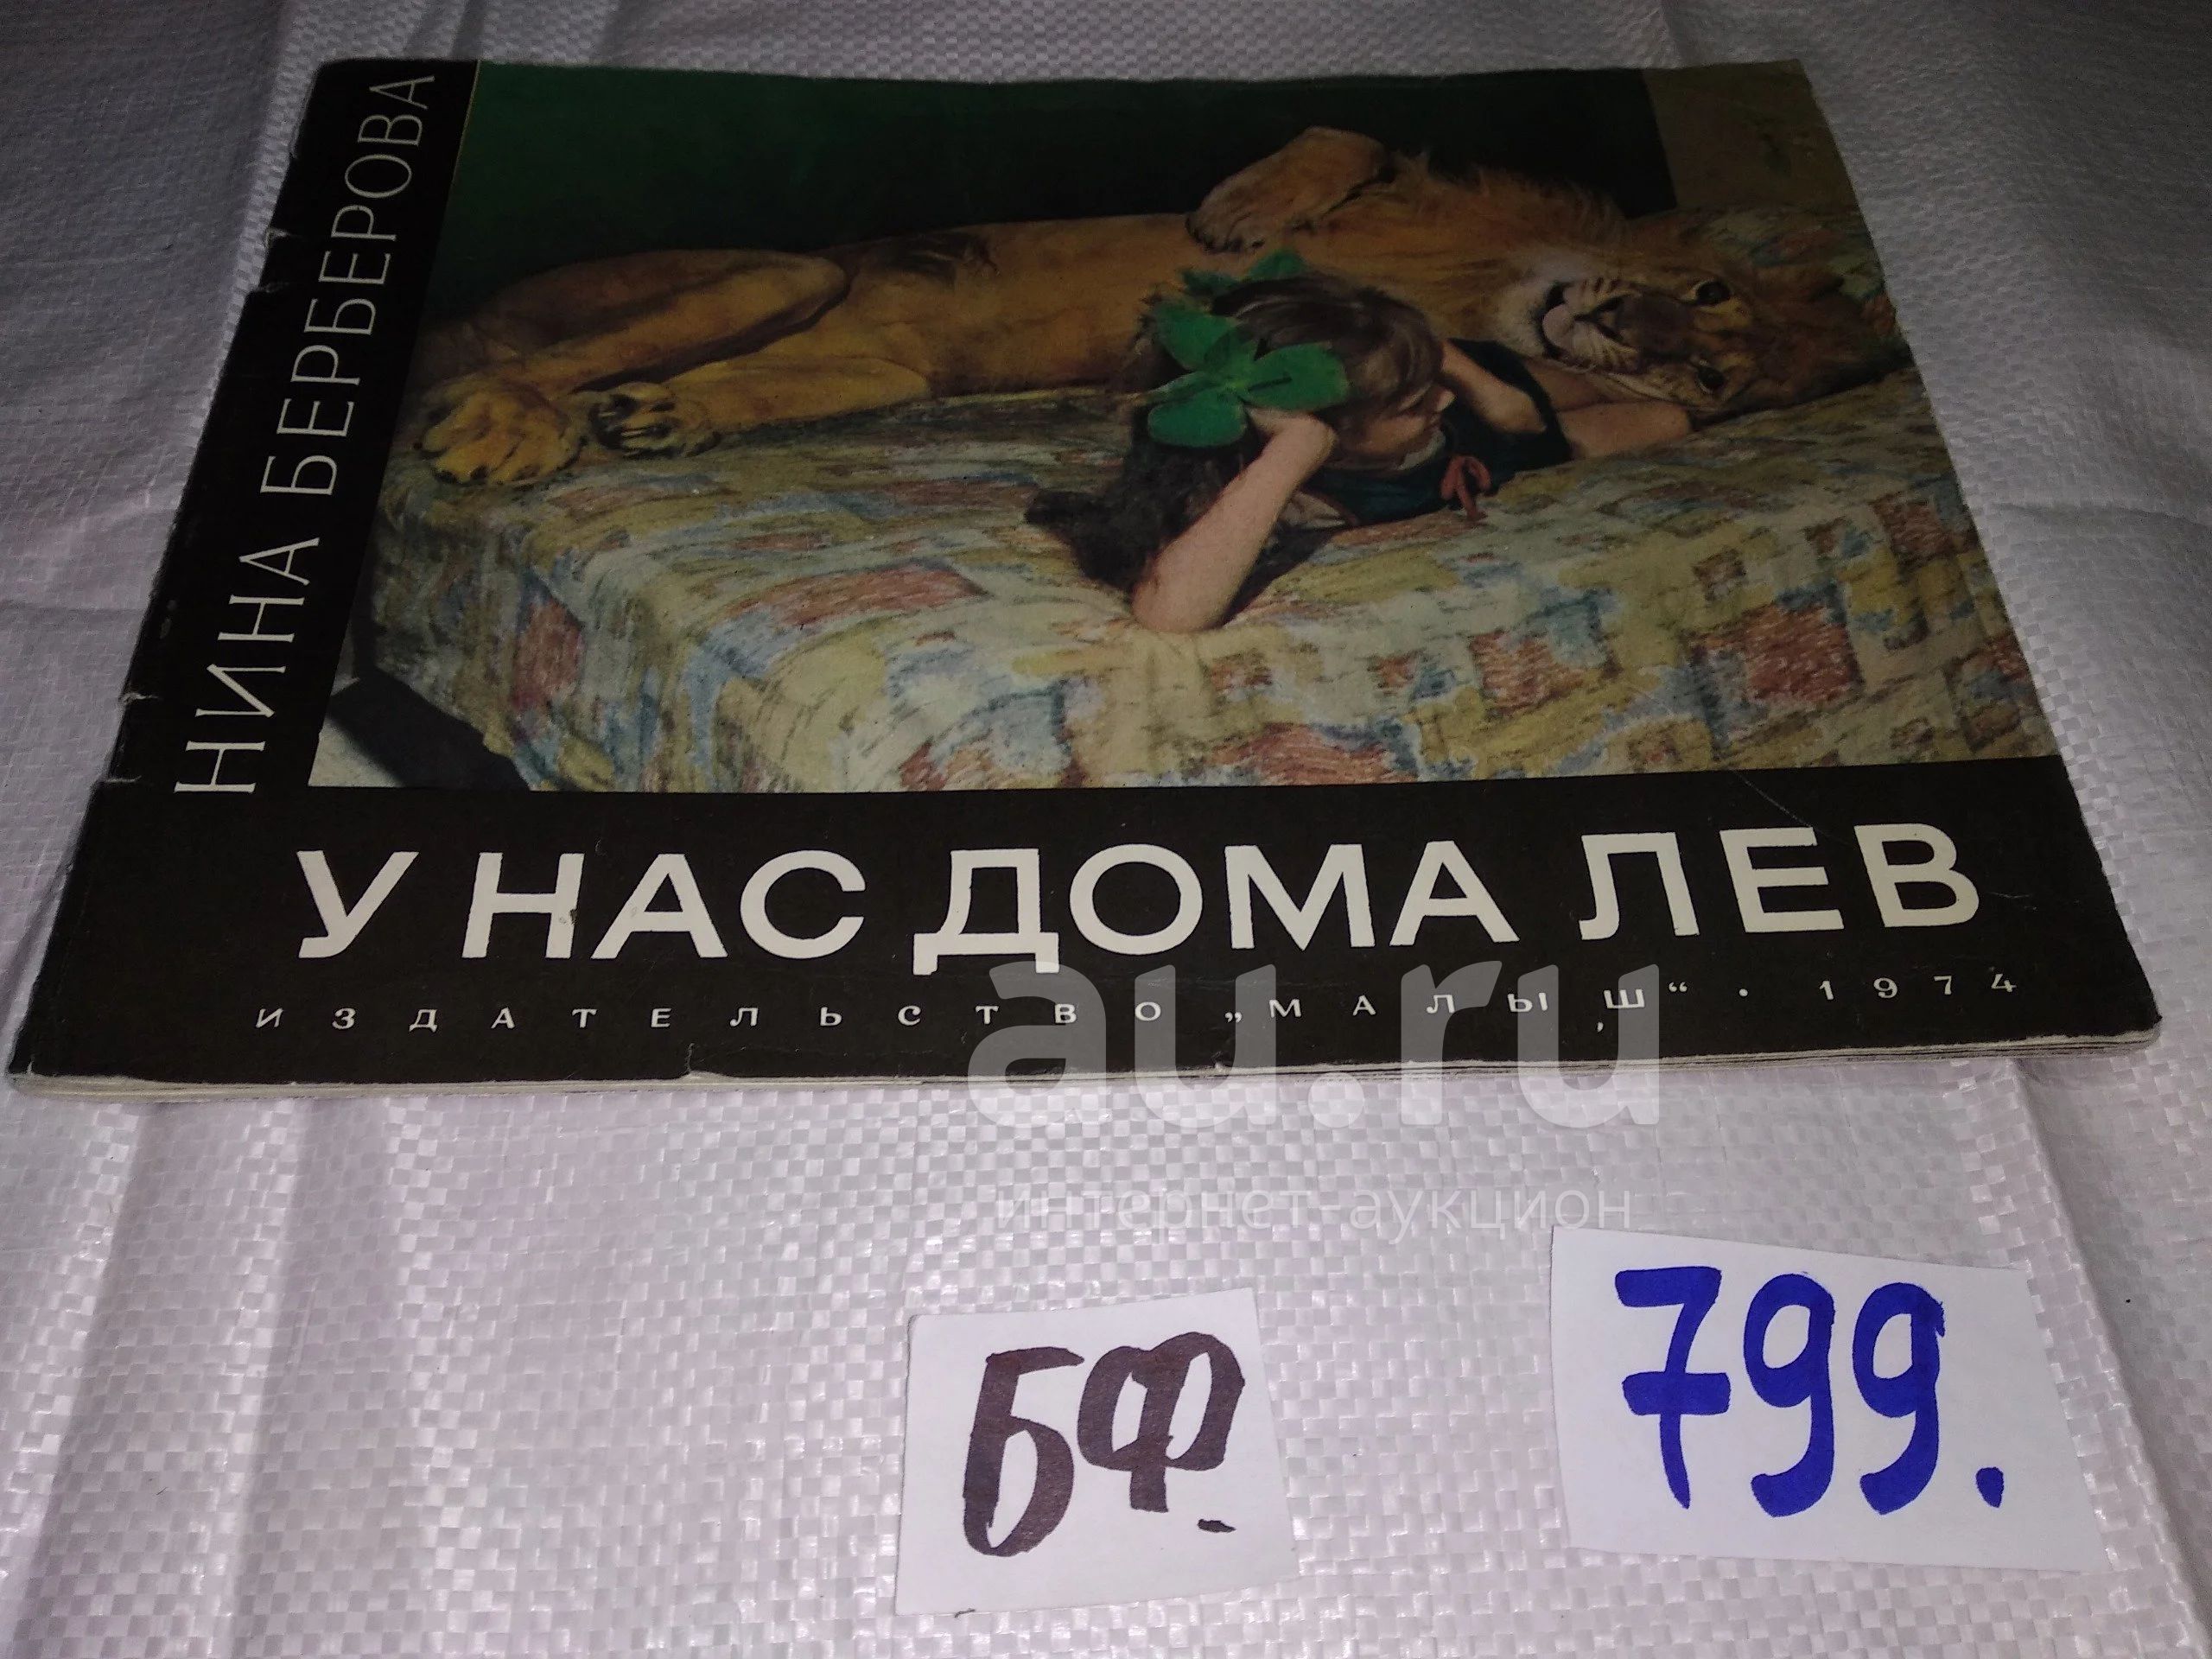 НИНА БЕРБЕРОВА
У НАС ДОМА ЛЕВ
ИЗДАТЕЛЬСТВО „МАЛЫШ“ · 1974
au.ru
интернет-аукцион
БФ.
799.